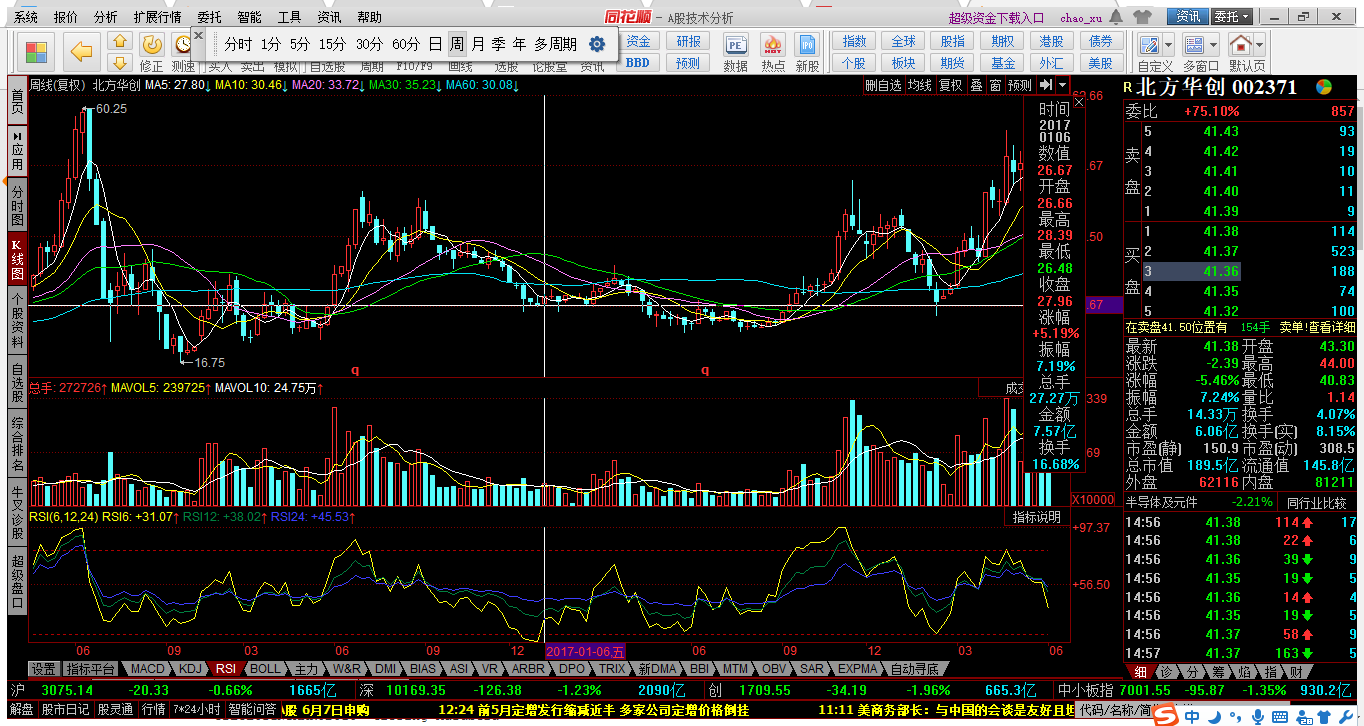 系统 报价 分析 扩展行情 委托 智能 工具 资讯 帮助 同花顺 - A股技术分析 超级资金下载入口 chao_xu 资讯 委托
分时 1分 5分 15分 30分 60分 日 周 月 季 年 多周期
资金 研报 指数 全球 股指 期权 港股 债券
BBD 预测 个股 板块 期货 基金 外汇 美股
修正 测速 买入 卖出 模拟 自选股 周期 F10/F9 画线 选股 论股堂 资讯 数据 热点 新股 自定义 多窗口 默认页
首页
应用
分时图
K线图
个股资料
自选股
综合排名
牛叉诊股
超级盘口
周线(复权) 北方华创 MA5: 27.80↓ MA10: 30.46↓ MA20: 33.72↓ MA30: 35.23↓ MA60: 30.08↓
删自选 均线 复权 叠 窗 预测
60.25
16.75
q q
62.66
.67
.50
.67
时间
2017
0106
数值
26.67
开盘
26.66
最高
28.39
最低
26.48
收盘
27.96
涨幅
+5.19%
振幅
7.19%
总手
27.27万
金额
7.57亿
换手
16.68%
总手: 272726↑ MAVOL5: 239725↑ MAVOL10: 24.75万↑
339
69
X10000
RSI(6,12,24) RSI6: +31.07↑ RSI12: +38.02↑ RSI24: +45.53↑
指标说明
+97.37
+56.50
06 09 03 06 09 12 2017-01-06,五 06 09 12 03 06
设置 指标平台 MACD KDJ RSI BOLL 主力 W&R DMI BIAS ASI VR ARBR DPO TRIX 新DMA BBI MTM OBV SAR EXPMA 自动寻底
R 北方华创 002371
委比 +75.10% 857
卖盘
5 41.43 93
4 41.42 19
3 41.41 10
2 41.40 11
1 41.39 9
买盘
1 41.38 114
2 41.37 523
3 41.36 188
4 41.35 74
5 41.32 100
在卖盘41.50位置有 154手 卖单!查看详细
最新 41.38 开盘 43.30
涨跌 -2.39 最高 44.00
涨幅 -5.46% 最低 40.83
振幅 7.24% 量比 1.14
总手 14.33万 换手 4.07%
金额 6.06亿 换手(实) 8.15%
市盈(静) 150.9 市盈(动) 308.5
总市值 189.5亿 流通值 145.8亿
外盘 62116 内盘 81211
半导体及元件 -2.21% 同行业比较
14:56 41.38 114 17
14:56 41.38 22 6
14:56 41.36 39 9
14:56 41.35 19 5
14:56 41.36 14 4
14:56 41.35 19 5
14:56 41.37 58 9
14:57 41.37 163 5
细 诊 分 筹 焰 指 财
沪 3075.14 -20.33 -0.66% 1665亿 深 10169.35 -126.38 -1.23% 2090亿 创 1709.55 -34.19 -1.96% 665.3亿 中小板指 7001.55 -95.87 -1.35% 930.2亿
解盘 股市日记 股灵通 行情 7*24小时 智能问答 股 6月7日申购 12:24 前5月定增发行缩减近半 多家公司定增价格倒挂 11:11 美商务部长：与中国的会谈是友好且坦 代码/名称/简